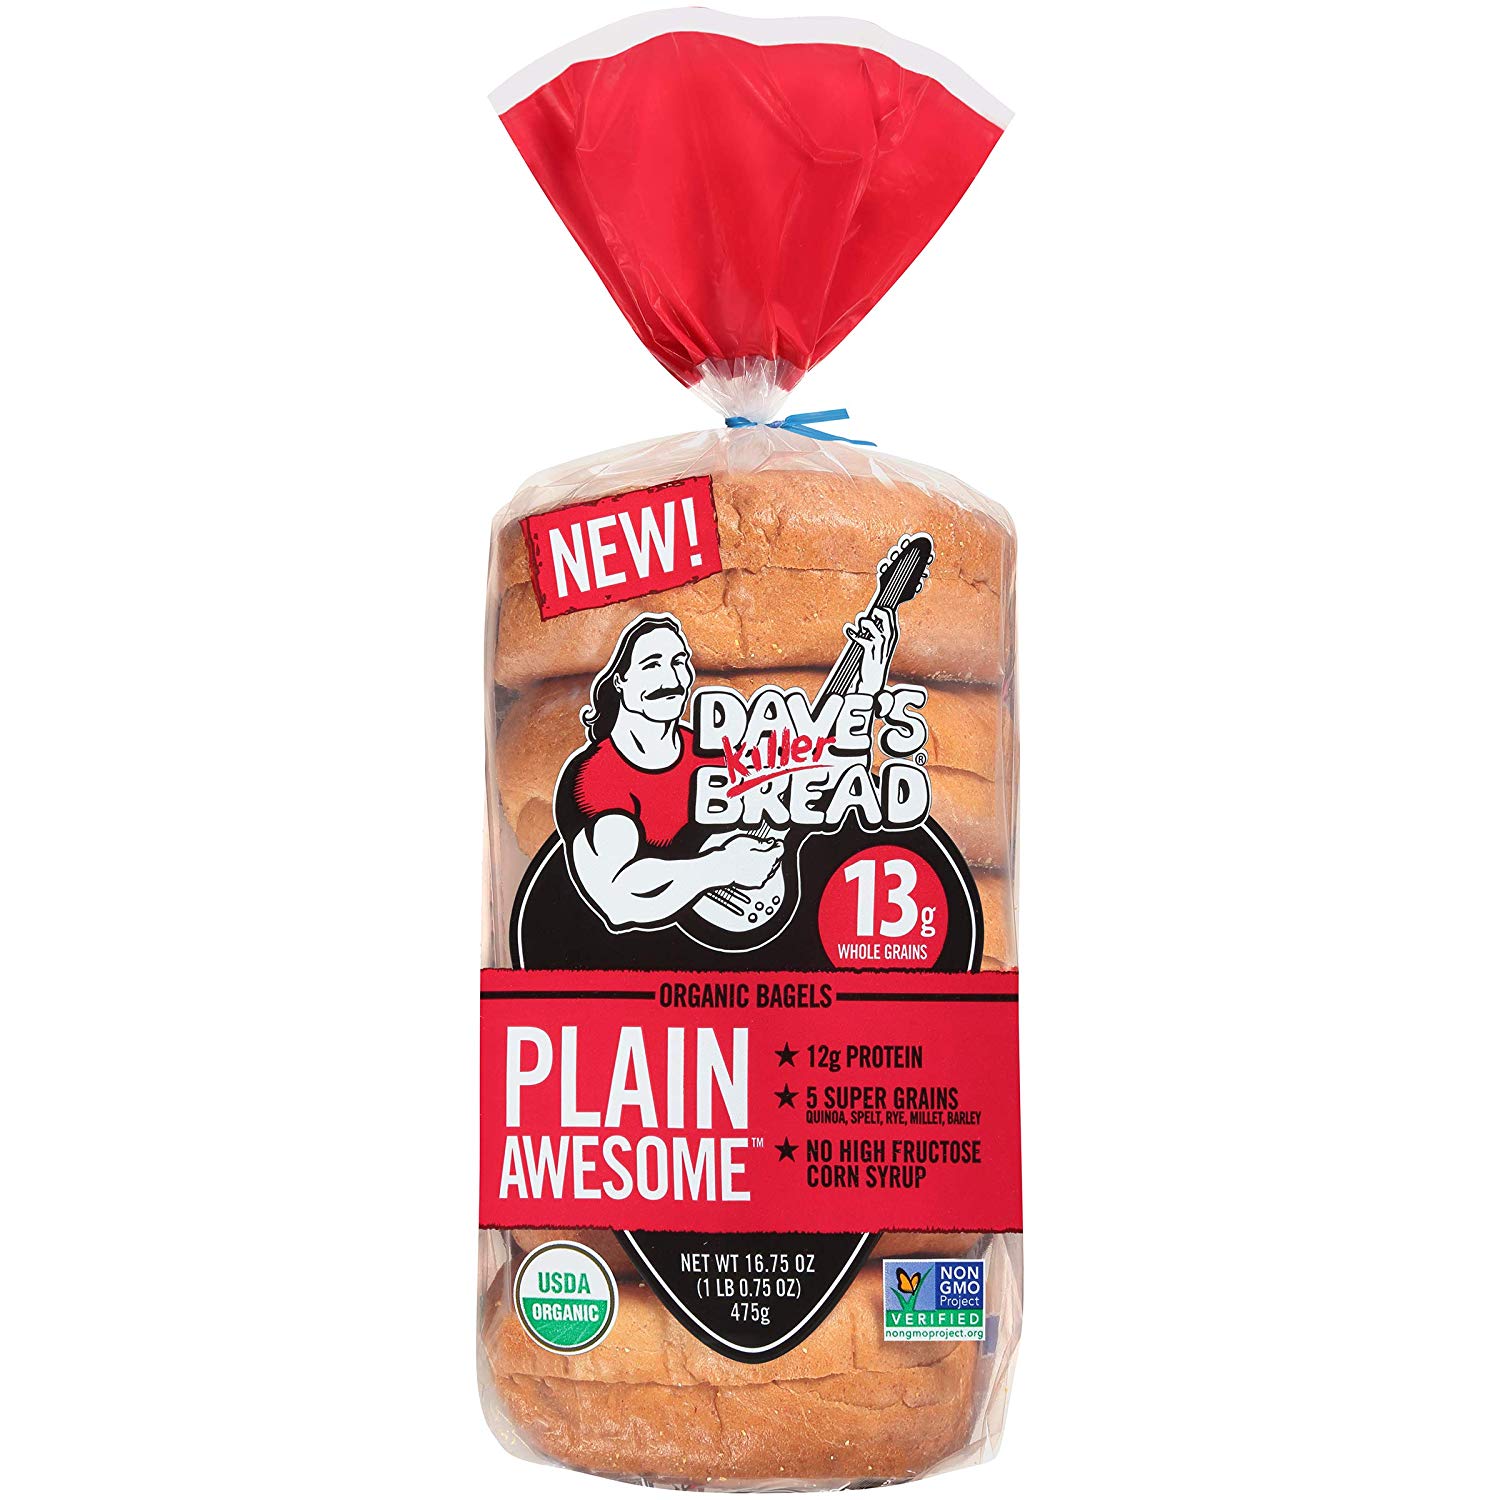 NEW!
DAVE'S
Killer
BREAD®
13g
WHOLE GRAINS
ORGANIC BAGELS
PLAIN
AWESOME™
★ 12g PROTEIN
★ 5 SUPER GRAINS
QUINOA, SPELT, RYE, MILLET, BARLEY
★ NO HIGH FRUCTOSE
CORN SYRUP
NET WT 16.75 OZ
(1 LB 0.75 OZ)
475g
USDA
ORGANIC
NON
GMO
Project
VERIFIED
nongmoproject.org